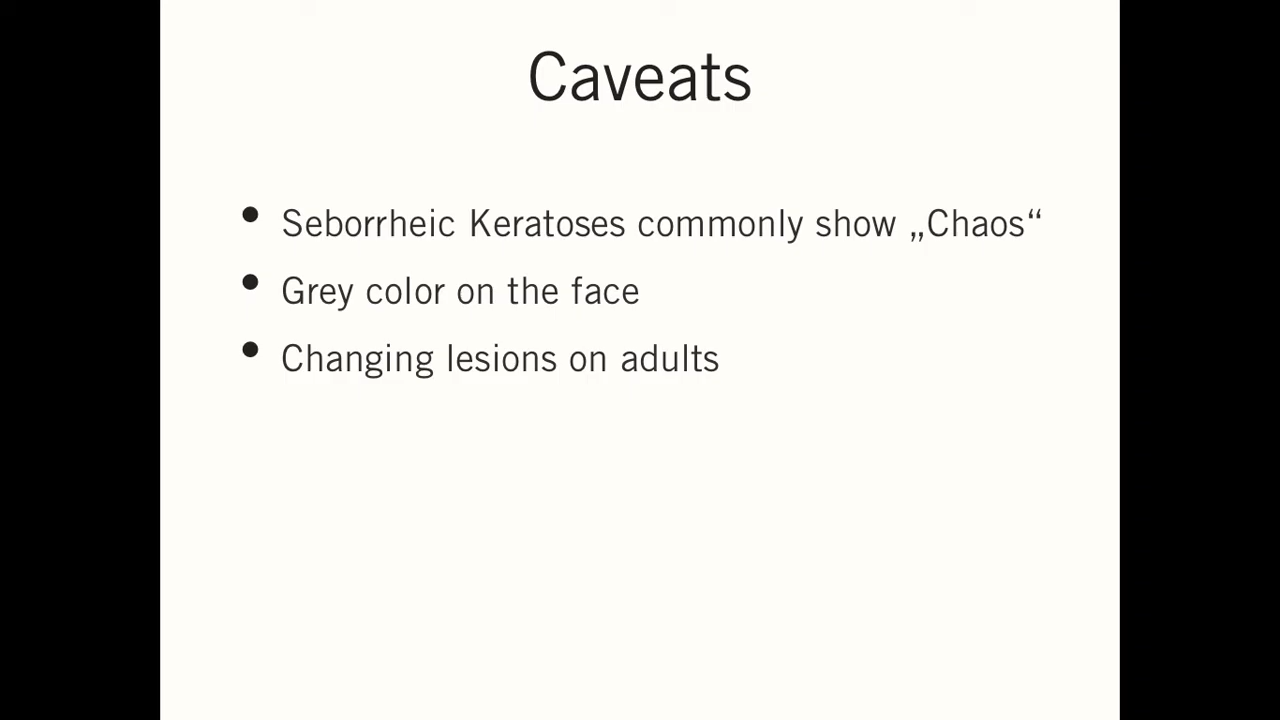 Caveats
• Seborrheic Keratoses commonly show „Chaos“
• Grey color on the face
• Changing lesions on adults